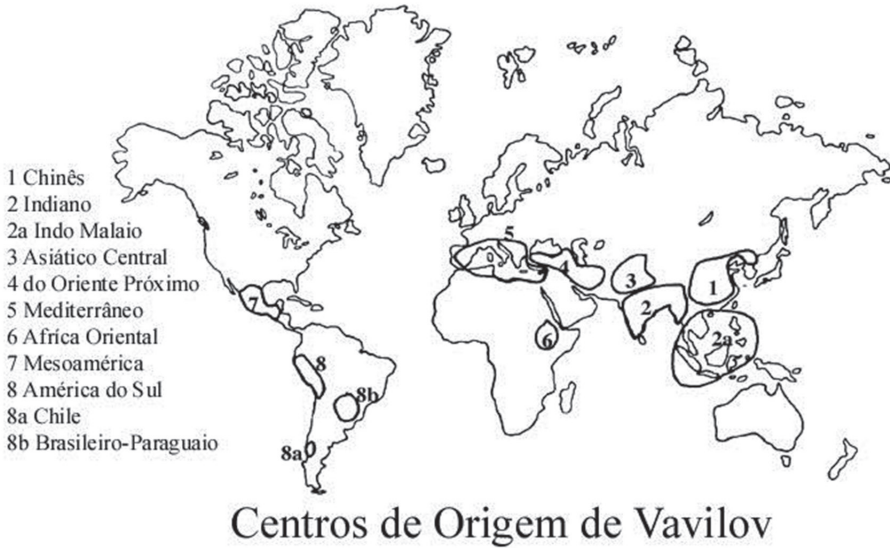 1 Chinês
2 Indiano
2a Indo Malaio
3 Asiático Central
4 do Oriente Próximo
5 Mediterrâneo
6 Afríca Oriental
7 Mesoamérica
8 América do Sul
8a Chile
8b Brasileiro-Paraguaio
5
4
3
1
2
2a
6
7
8
8b
8a
Centros de Origem de Vavilov